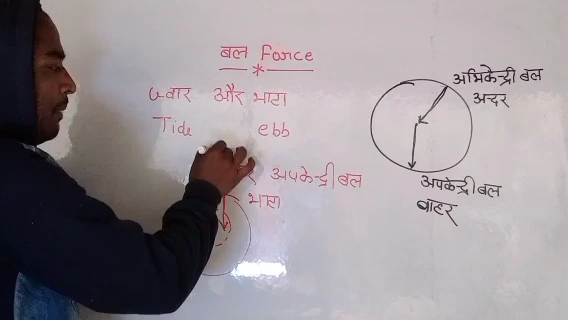 बल Force
ज्वार और भाटा
Tide ebb
अपकेन्द्री बल
भाटा
अभिकेन्द्री बल
अन्दर
अपकेन्द्री बल
बाहर